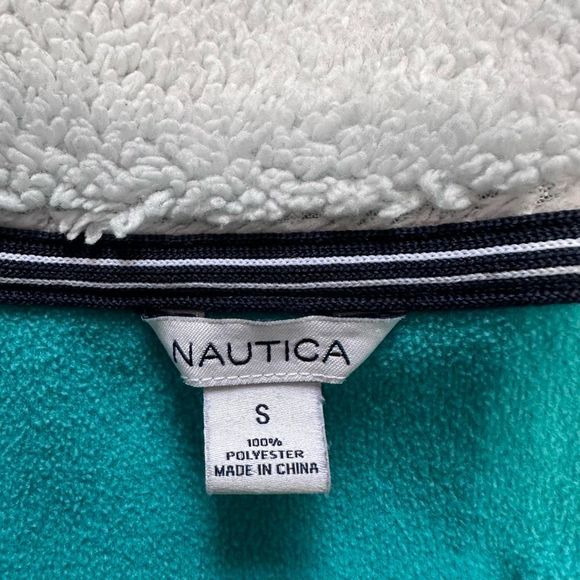 NAUTICA
S
100%
POLYESTER
MADE IN CHINA